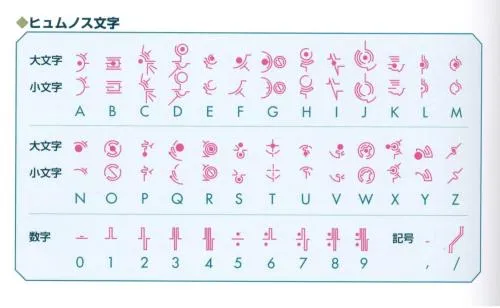 ◆ヒュムノス文字
大文字
小文字
A B C D E F G H I J K L M
大文字
小文字
N O P Q R S T U V W X Y Z
数字 記号
0 1 2 3 4 5 6 7 8 9 , /